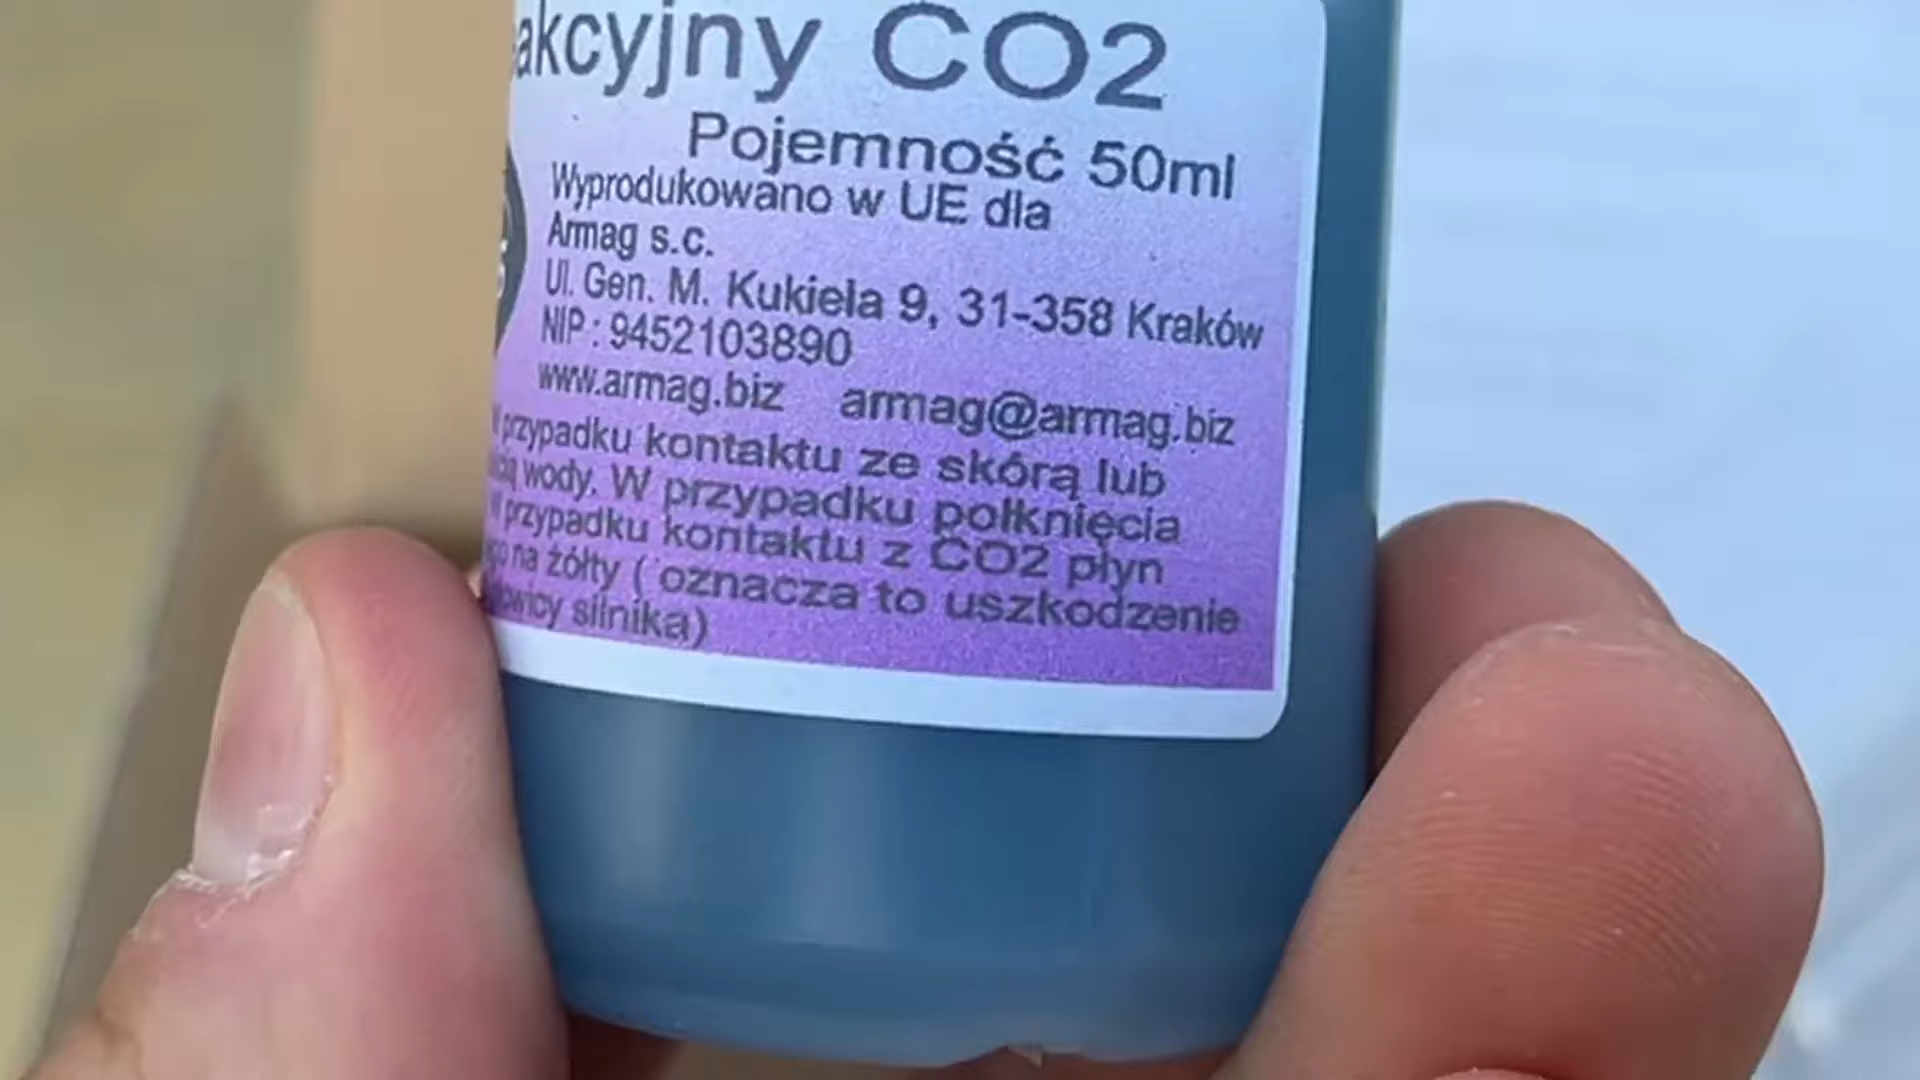 akcyjny CO2
Pojemność 50ml
Wyprodukowano w UE dla
Armag s.c.
Ul. Gen. M. Kukiela 9, 31-358 Kraków
NIP: 9452103890
www.armag.biz armag@armag.biz
przypadku kontaktu ze skórą lub
wody. W przypadku połknięcia
przypadku kontaktu z CO2 płyn
na żółty ( oznacza to uszkodzenie
silnika)